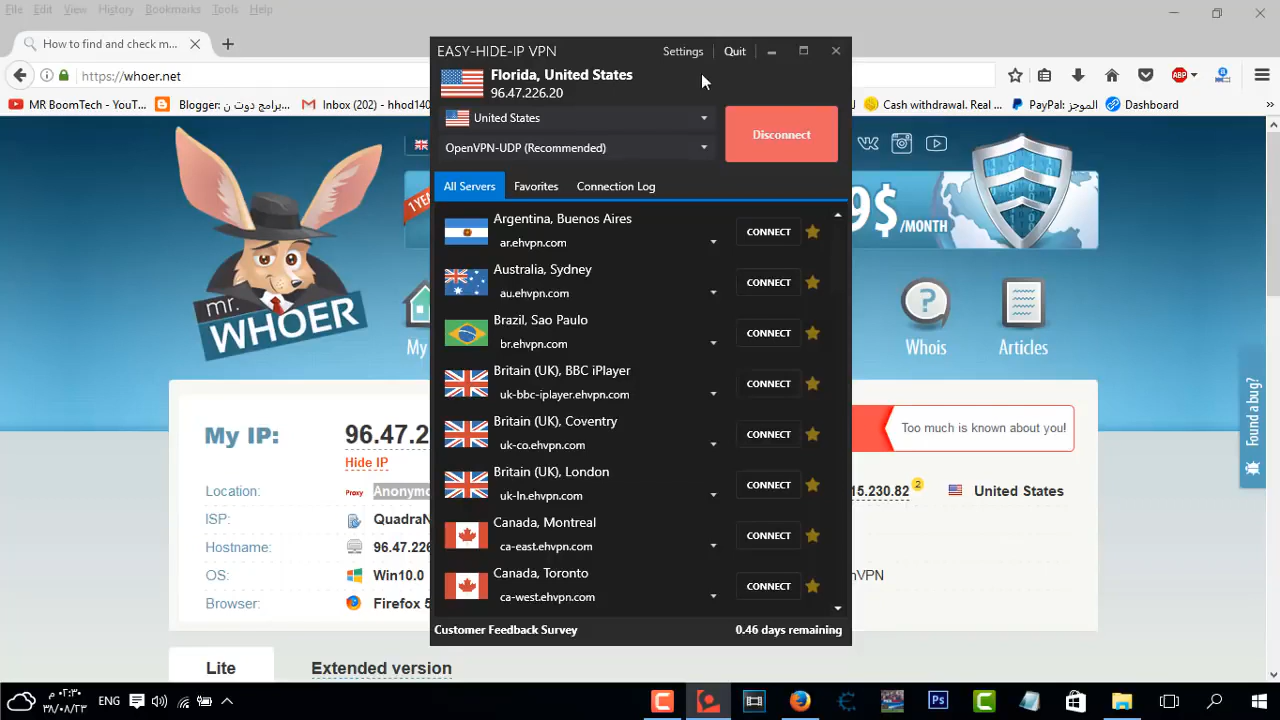 File Edit View History Bookmarks Tools Help
How to find and check m...
https://whoer.net
ABP
MR BoomTech - YouT...
Blogger: برنامج دوت ن...
Inbox (202) - hhod140
Cash withdrawal. Real ...
PayPal: الموجز
Dashboard
EASY-HIDE-IP VPN
Settings
Quit
Florida, United States
96.47.226.20
United States
Disconnect
OpenVPN-UDP (Recommended)
All Servers
Favorites
Connection Log
Argentina, Buenos Aires
ar.ehvpn.com
CONNECT
Australia, Sydney
au.ehvpn.com
CONNECT
Brazil, Sao Paulo
br.ehvpn.com
CONNECT
Britain (UK), BBC iPlayer
uk-bbc-iplayer.ehvpn.com
CONNECT
Britain (UK), Coventry
uk-co.ehvpn.com
CONNECT
Britain (UK), London
uk-ln.ehvpn.com
CONNECT
Canada, Montreal
ca-east.ehvpn.com
CONNECT
Canada, Toronto
ca-west.ehvpn.com
CONNECT
Customer Feedback Survey
0.46 days remaining
mr.
WHOER
1 YEA
9$/MONTH
My
Whois
Articles
Found a bug?
My IP:
96.47.2
Hide IP
Too much is known about you!
Location:
Proxy
Anonymo
15.230.82
2
United States
ISP:
QuadraN
Hostname:
96.47.226
OS:
Win10.0
nVPN
Browser:
Firefox 5
Lite
Extended version
ENG